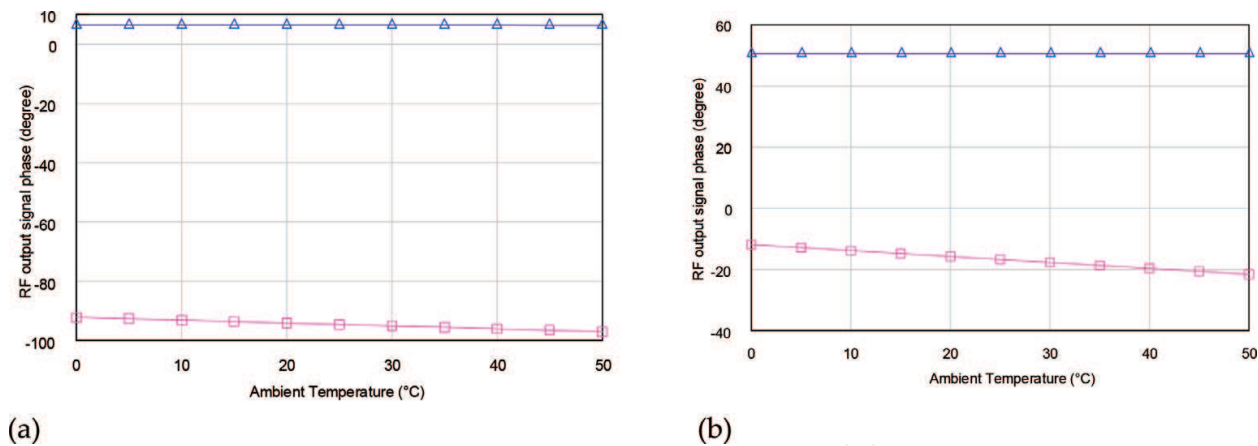 10
0
-20
-40
-60
-80
-100
RF output signal phase (degree)
0 10 20 30 40 50
Ambient Temperature (°C)
(a)
60
40
20
0
-20
-40
RF output signal phase (degree)
0 10 20 30 40 50
Ambient Temperature (°C)
(b)